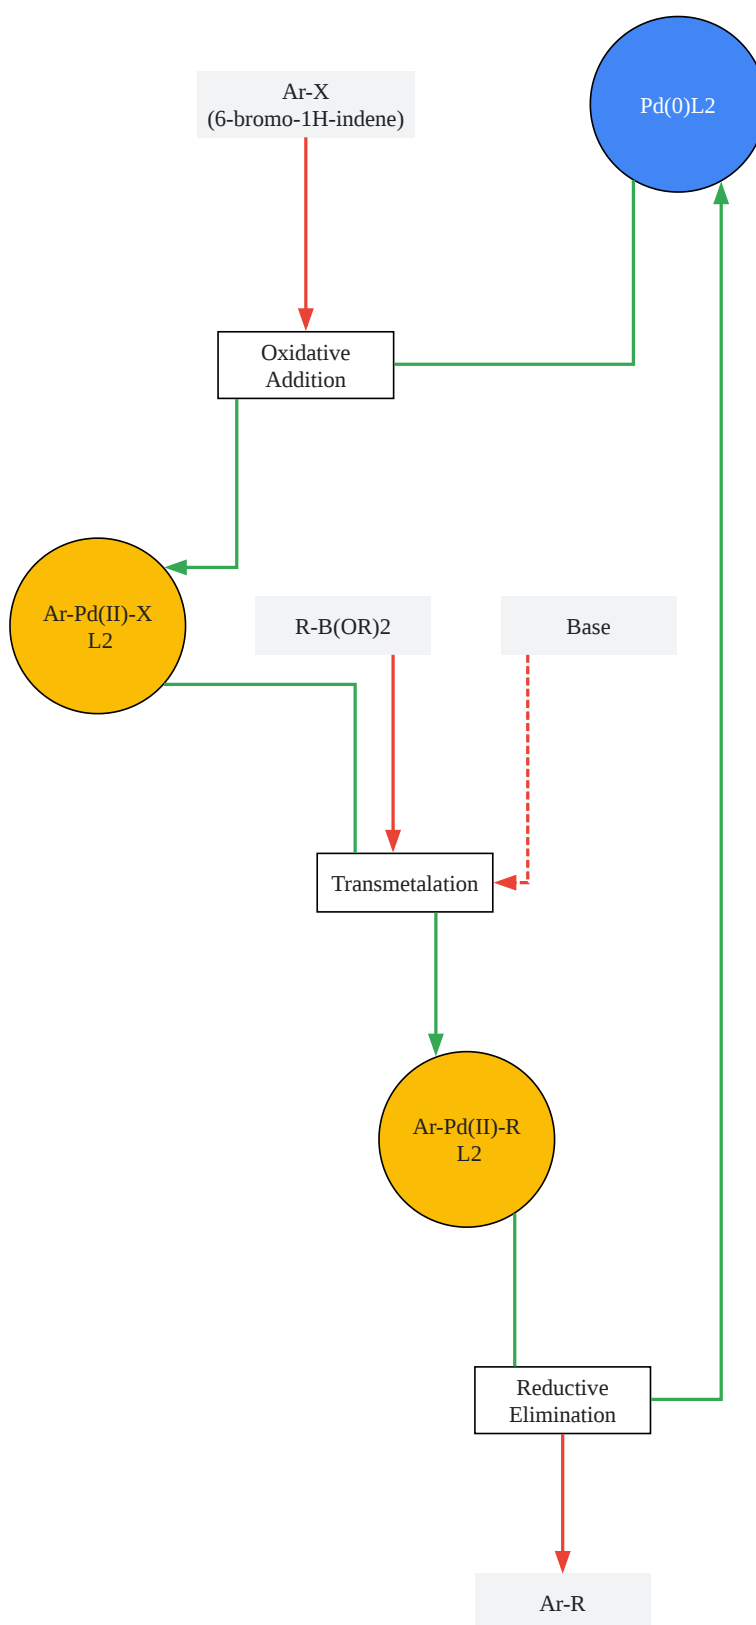 Ar-X
(6-bromo-1H-indene)
Pd(0)L2
Oxidative
Addition
Ar-Pd(II)-X
L2
R-B(OR)2
Base
Transmetalation
Ar-Pd(II)-R
L2
Reductive
Elimination
Ar-R